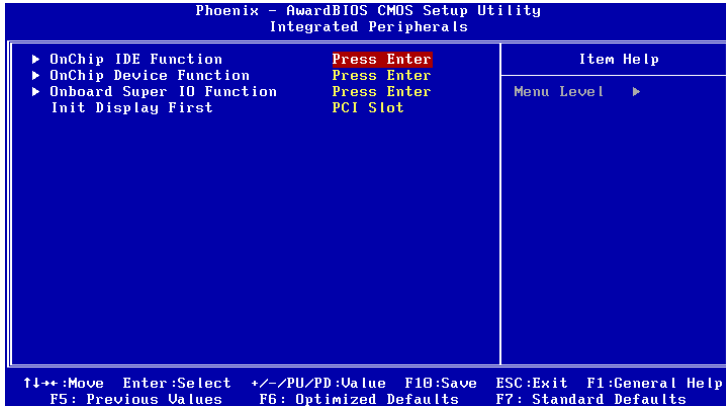 Phoenix - AwardBIOS CMOS Setup Utility
Integrated Peripherals
▶ OnChip IDE Function Press Enter
▶ OnChip Device Function Press Enter
▶ Onboard Super IO Function Press Enter
Init Display First PCI Slot
Item Help
Menu Level ▶
↑↓→←:Move Enter:Select +/-/PU/PD:Value F10:Save ESC:Exit F1:General Help
F5: Previous Values F6: Optimized Defaults F7: Standard Defaults